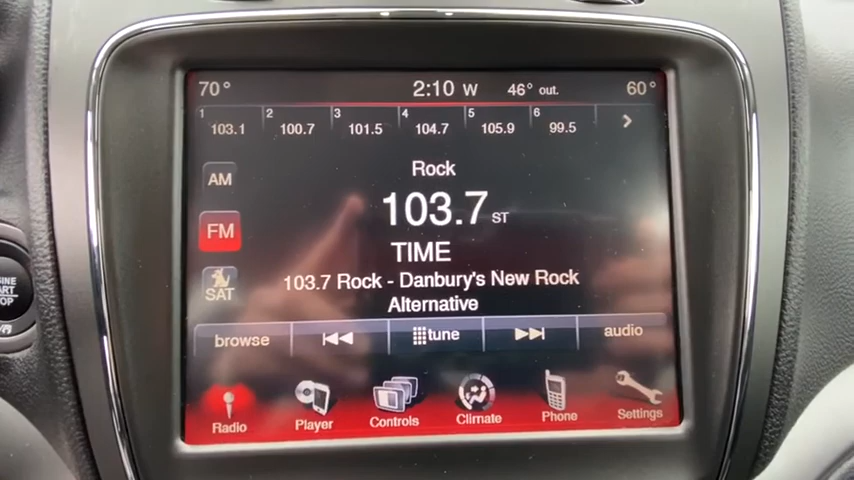 70° 2:10 W 46° out. 60°
1 103.1 2 100.7 3 101.5 4 104.7 5 105.9 6 99.5
Rock
AM
103.7 ST
FM
TIME
103.7 Rock - Danbury's New Rock
Alternative
SAT
browse tune audio
Radio Player Controls Climate Phone Settings